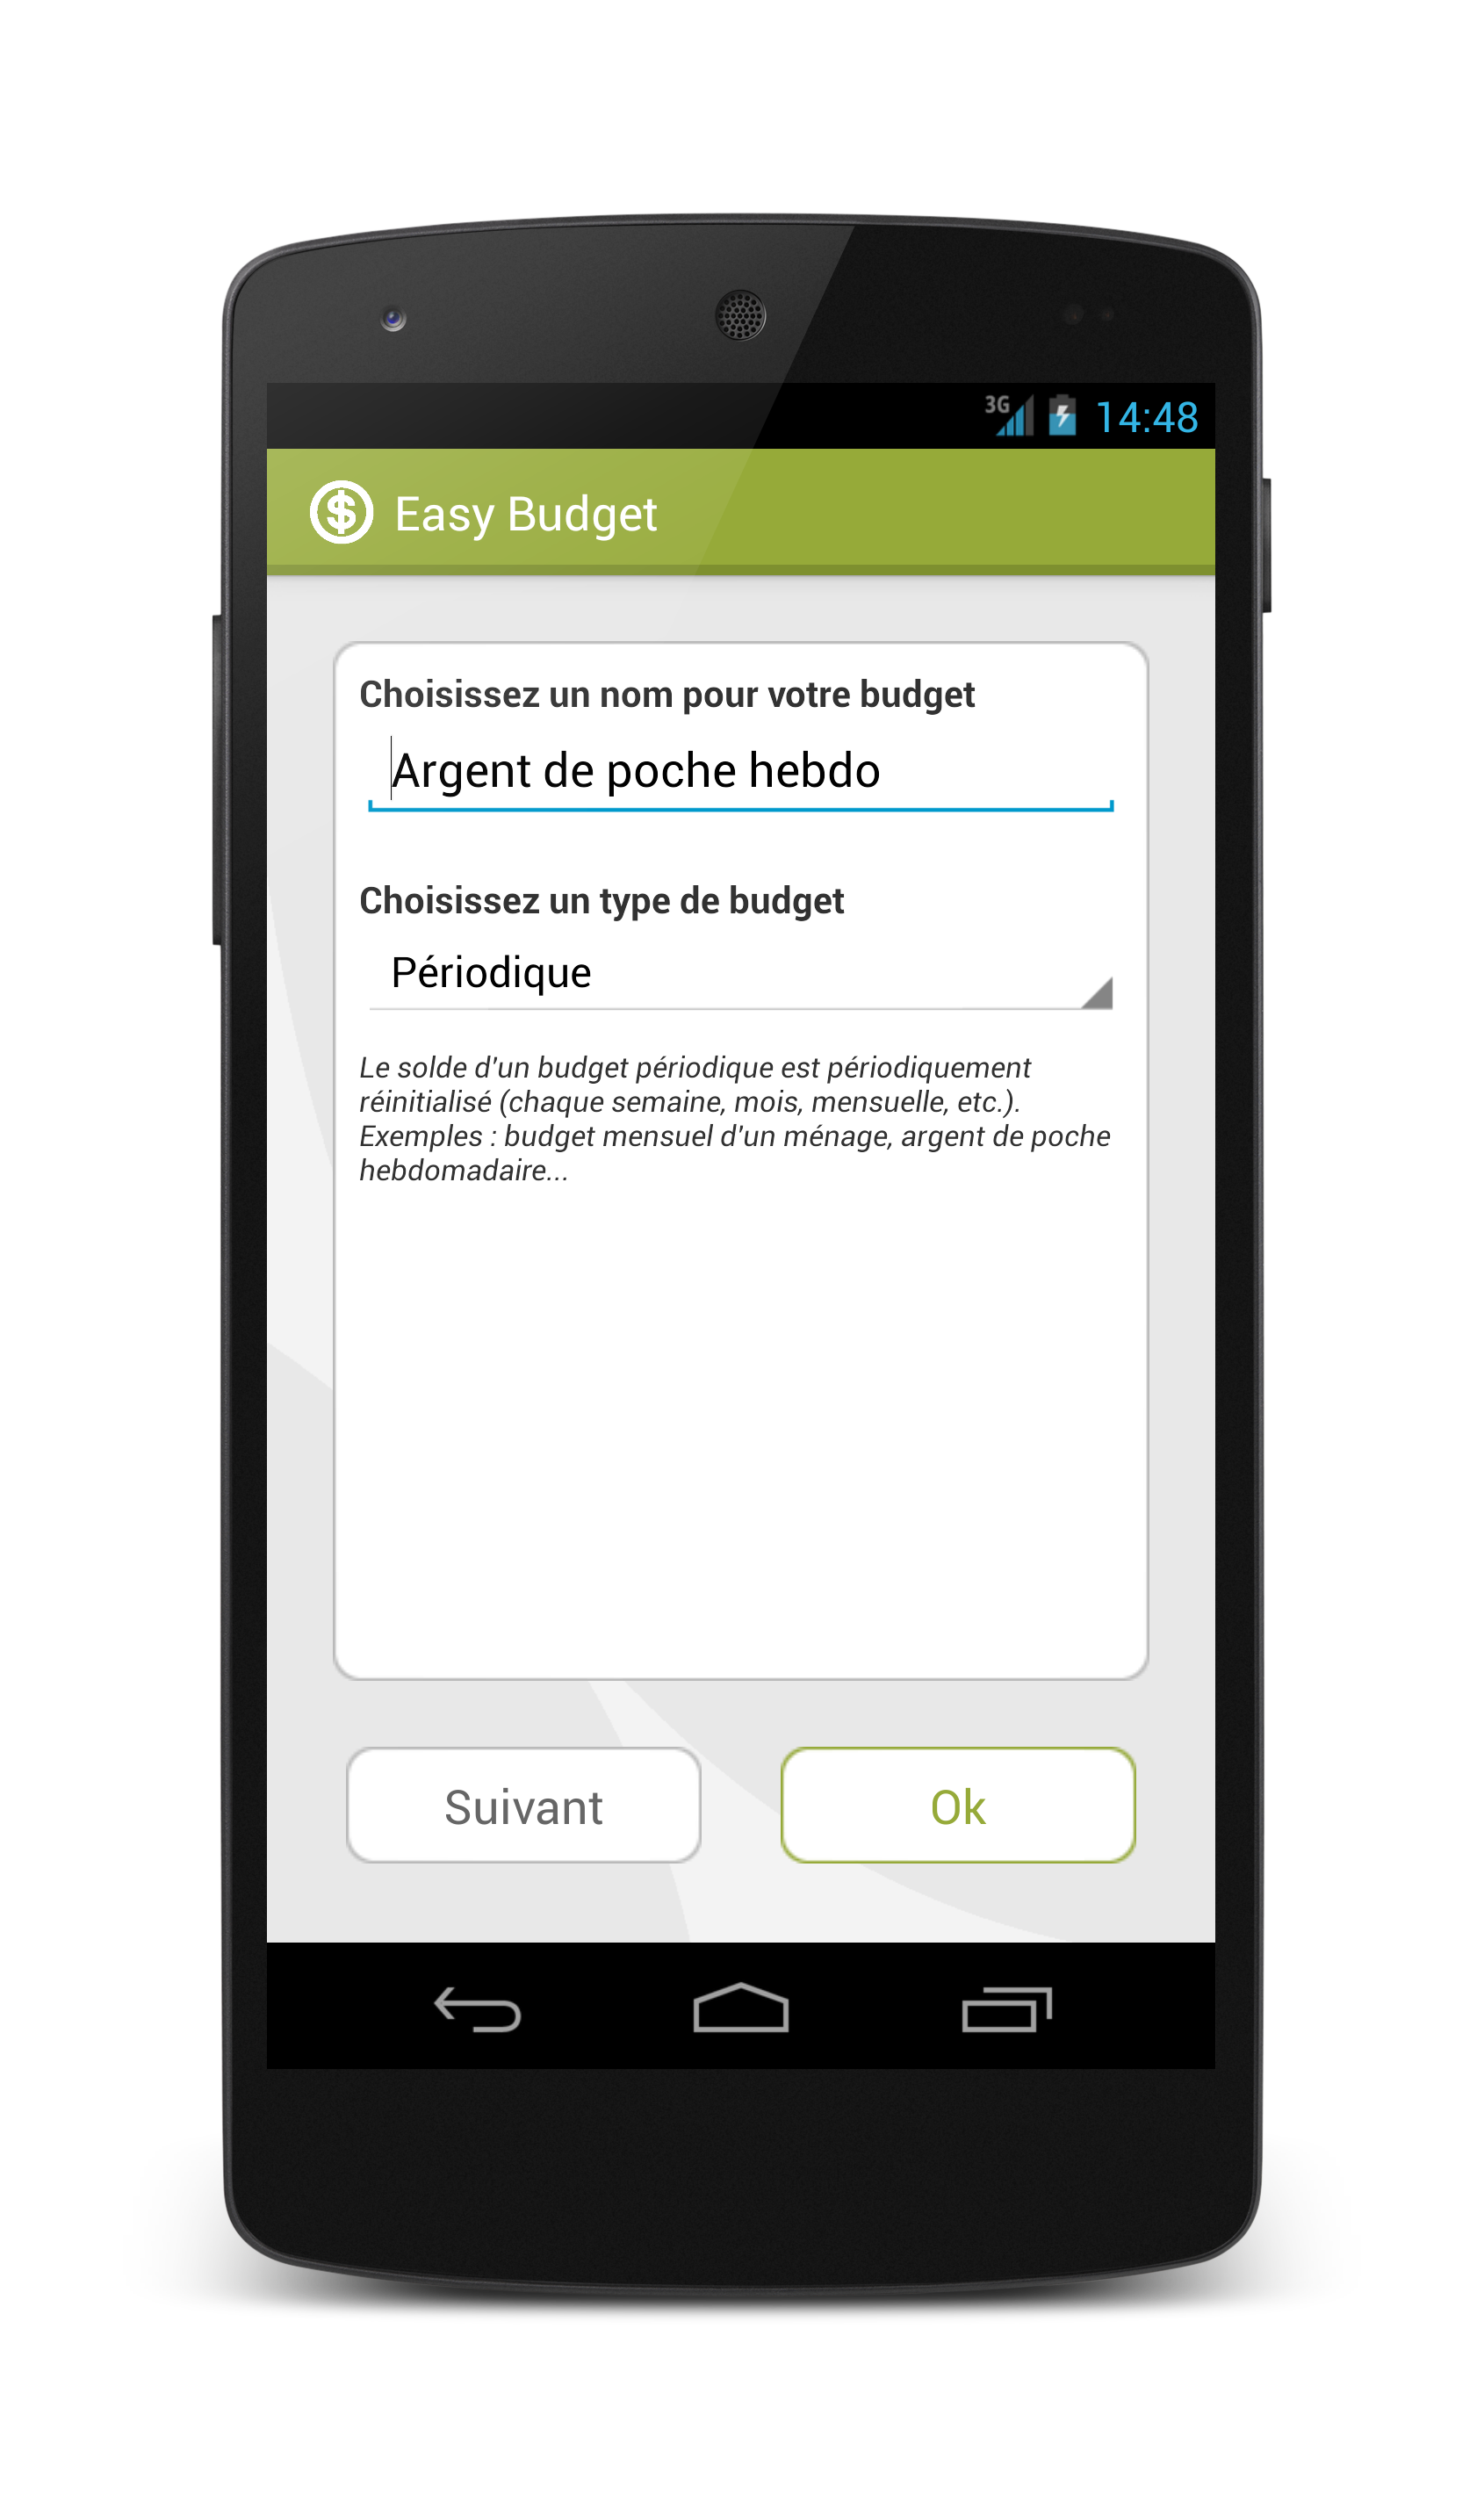 3G 14:48
Easy Budget
Choisissez un nom pour votre budget
Argent de poche hebdo
Choisissez un type de budget
Périodique
Le solde d'un budget périodique est périodiquement
réinitialisé (chaque semaine, mois, mensuelle, etc.).
Exemples : budget mensuel d'un ménage, argent de poche
hebdomadaire...
Suivant
Ok